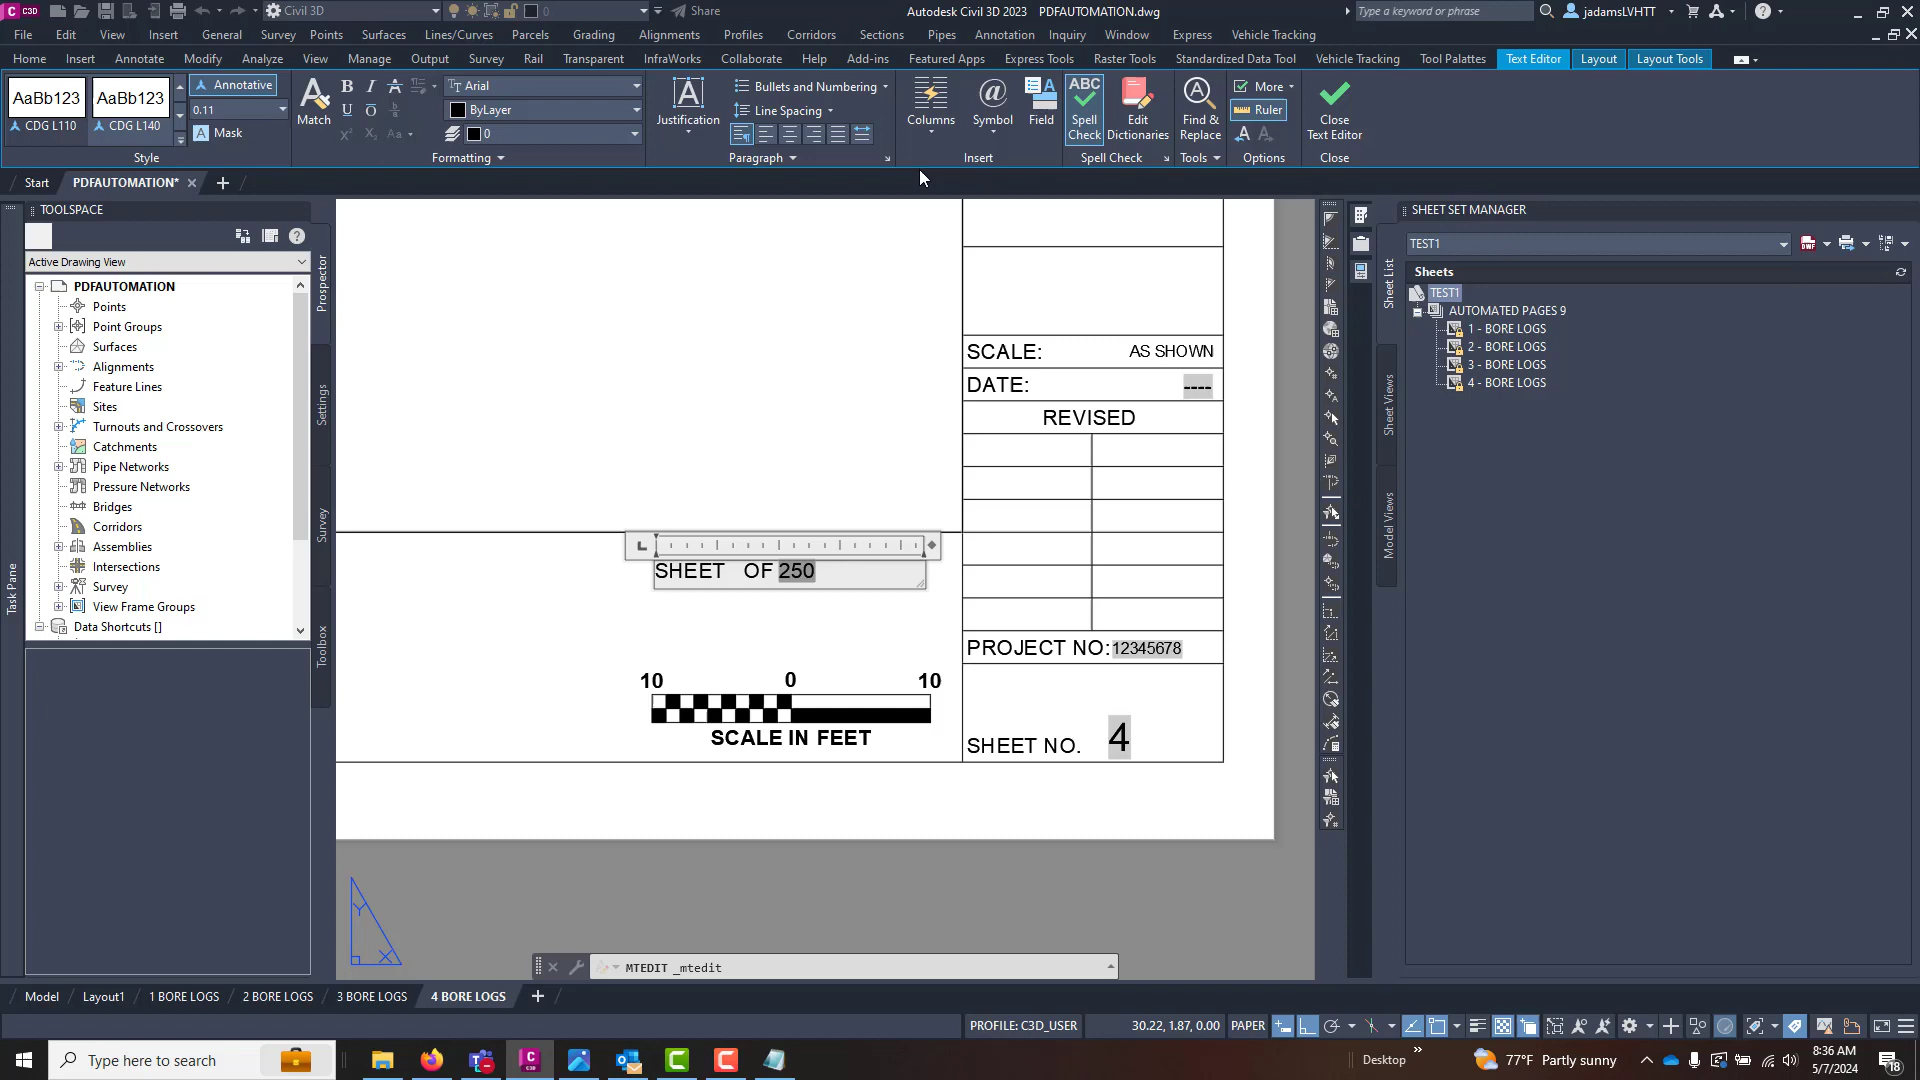 C3D
Civil 3D
0
Share
Autodesk Civil 3D 2023 PDFAUTOMATION.dwg
Type a keyword or phrase
jadamsLVHTT
File Edit View Insert General Survey Points Surfaces Lines/Curves Parcels Grading Alignments Profiles Corridors Sections Pipes Annotation Inquiry Window Express Vehicle Tracking
Home Insert Annotate Modify Analyze View Manage Output Survey Rail Transparent InfraWorks Collaborate Help Add-ins Featured Apps Express Tools Raster Tools Standardized Data Tool Vehicle Tracking Tool Palettes Text Editor Layout Layout Tools
AaBb123 AaBb123
CDG L110 CDG L140
Annotative
0.11
Mask
Style
Match
B I A
U O
Aa
Arial
ByLayer
0
Formatting
Justification
Bullets and Numbering
Line Spacing
Paragraph
Columns
Symbol
Field
Insert
ABC
Spell
Check
Edit
Dictionaries
Spell Check
Find &
Replace
Tools
More
Ruler
Options
Close
Text Editor
Close
Start PDFAUTOMATION*
TOOLSPACE
Active Drawing View
PDFAUTOMATION
Points
Point Groups
Surfaces
Alignments
Feature Lines
Sites
Turnouts and Crossovers
Catchments
Pipe Networks
Pressure Networks
Bridges
Corridors
Assemblies
Intersections
Survey
View Frame Groups
Data Shortcuts []
Prospector
Settings
Survey
Toolbox
Task Pane
SCALE: AS SHOWN
DATE: ----
REVISED
SHEET OF 250
PROJECT NO: 12345678
10 0 10
SCALE IN FEET
SHEET NO. 4
Y
X
SHEET SET MANAGER
TEST1
Sheets
TEST1
AUTOMATED PAGES 9
1 - BORE LOGS
2 - BORE LOGS
3 - BORE LOGS
4 - BORE LOGS
Sheet List
Sheet Views
Model Views
MTEDIT _mtedit
Model Layout1 1 BORE LOGS 2 BORE LOGS 3 BORE LOGS 4 BORE LOGS
PROFILE: C3D_USER 30.22, 1.87, 0.00 PAPER
Type here to search
Desktop
77°F Partly sunny
8:36 AM
5/7/2024
18